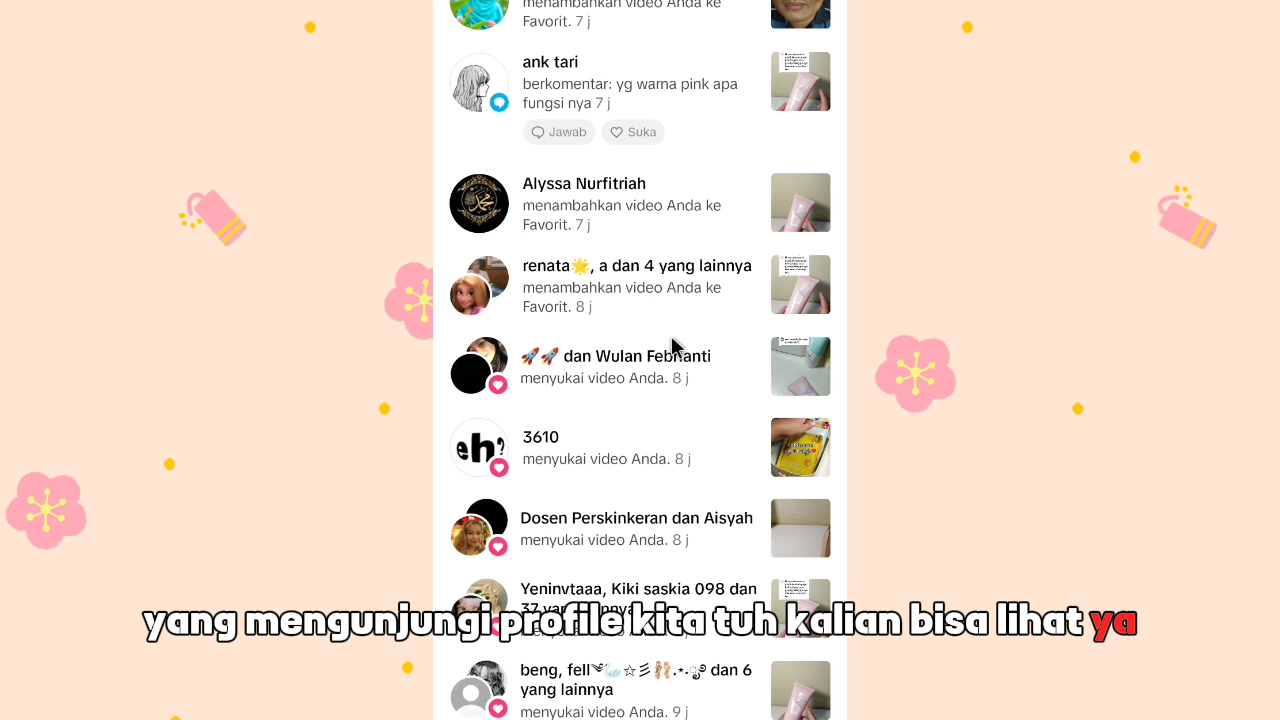 menambahkan video Anda ke
Favorit. 7 j
ank tari
berkomentar: yg warna pink apa
fungsi nya 7 j
Jawab
Suka
Alyssa Nurfitriah
menambahkan video Anda ke
Favorit. 7 j
renata🌟, a dan 4 yang lainnya
menambahkan video Anda ke
Favorit. 8 j
🚀🚀 dan Wulan Febrianti
menyukai video Anda. 8 j
eh?
3610
menyukai video Anda. 8 j
Dosen Perskinkeran dan Aisyah
menyukai video Anda. 8 j
Yeninvtaaa, Kiki saskia 098 dan
yang mengunjungi profile kita tuh kalian bisa lihat ya
beng, fell༄🦢☆彡🩰.⋆.ೃ࿔ dan 6
yang lainnya
menyukai video Anda. 9 j